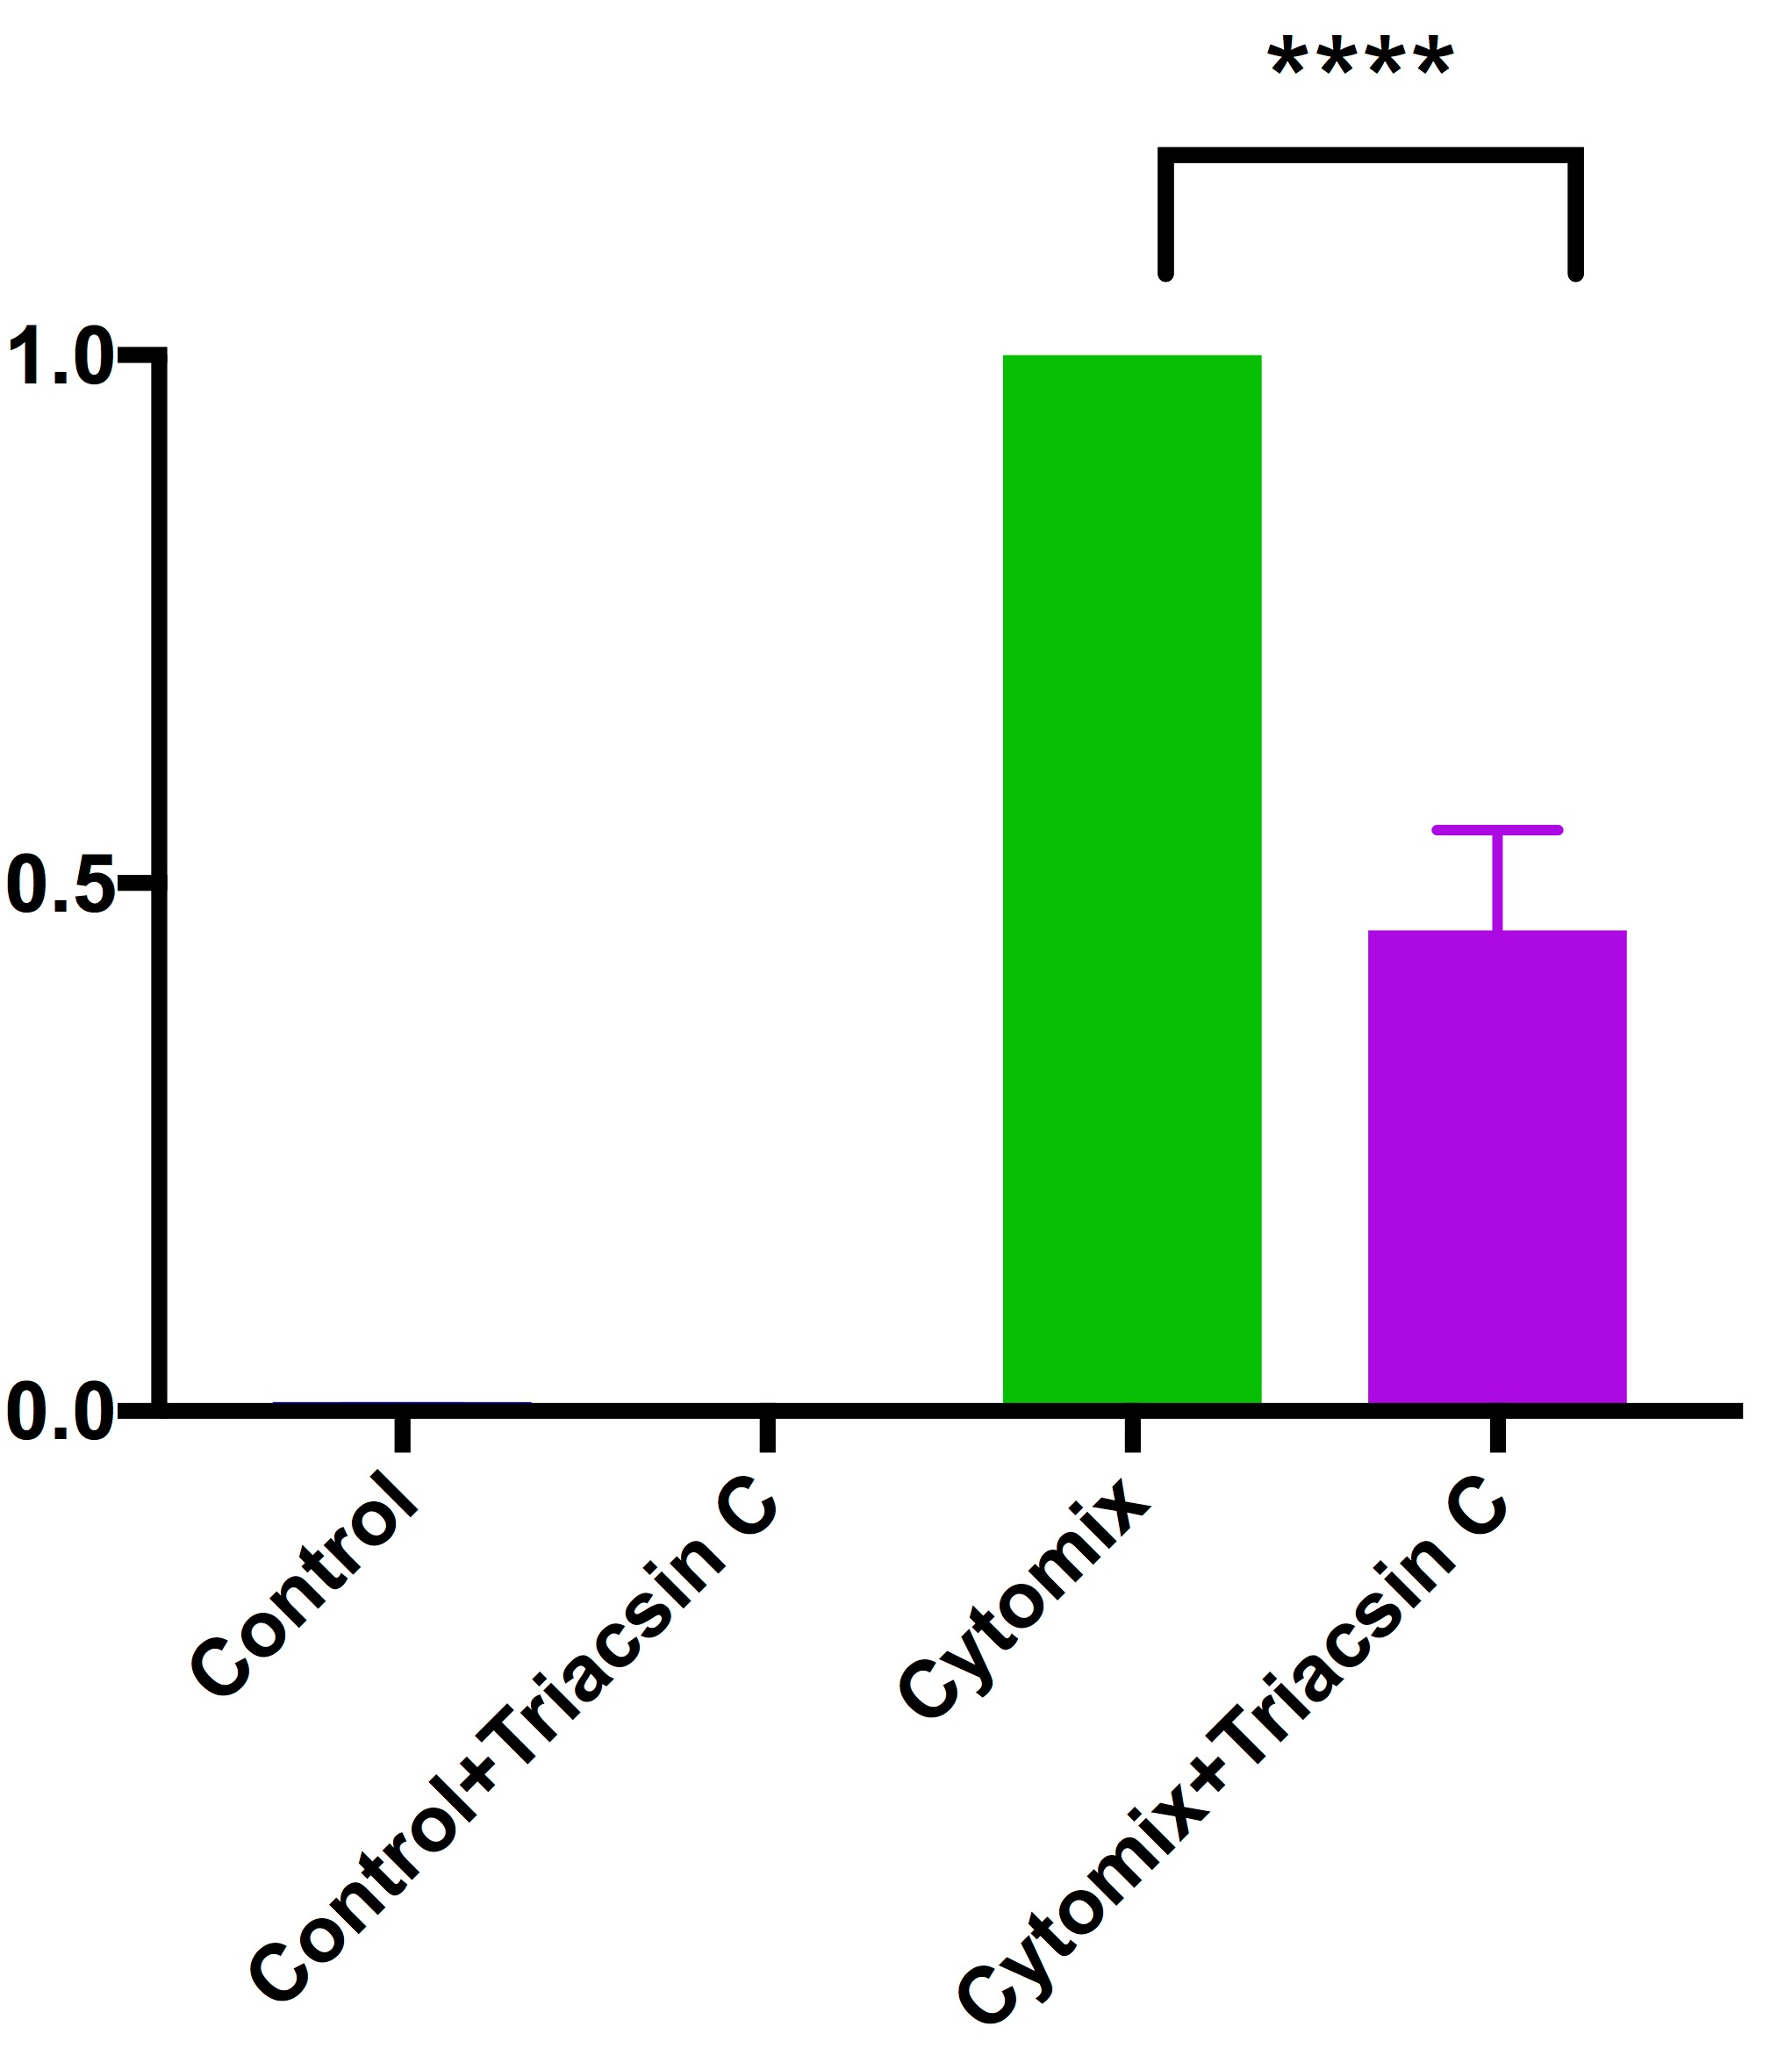 ****
1.0
0.5
0.0
Control
Control+Triacsin C
Cytomix
Cytomix+Triacsin C